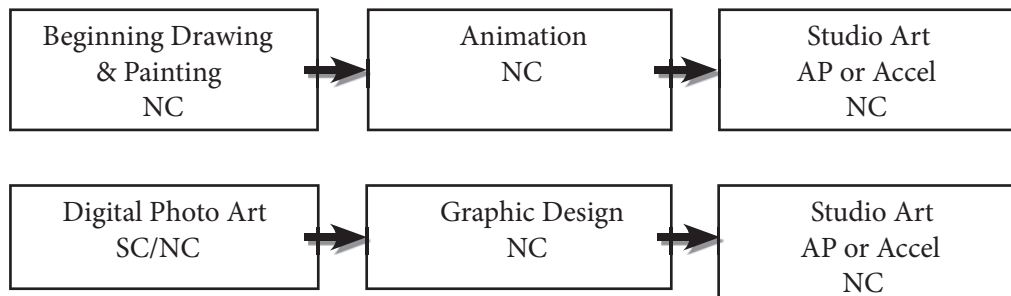 Beginning Drawing
& Painting
NC
Animation
NC
Studio Art
AP or Accel
NC
Digital Photo Art
SC/NC
Graphic Design
NC
Studio Art
AP or Accel
NC